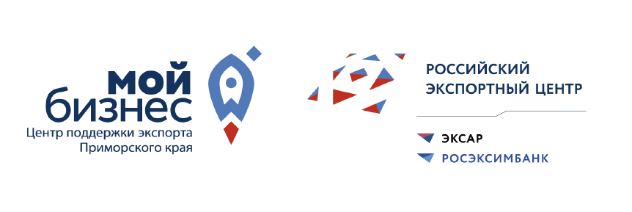 мой
бизнес
Центр поддержки экспорта
Приморского края
РОССИЙСКИЙ
ЭКСПОРТНЫЙ ЦЕНТР
ЭКСАР
РОСЭКСИМБАНК